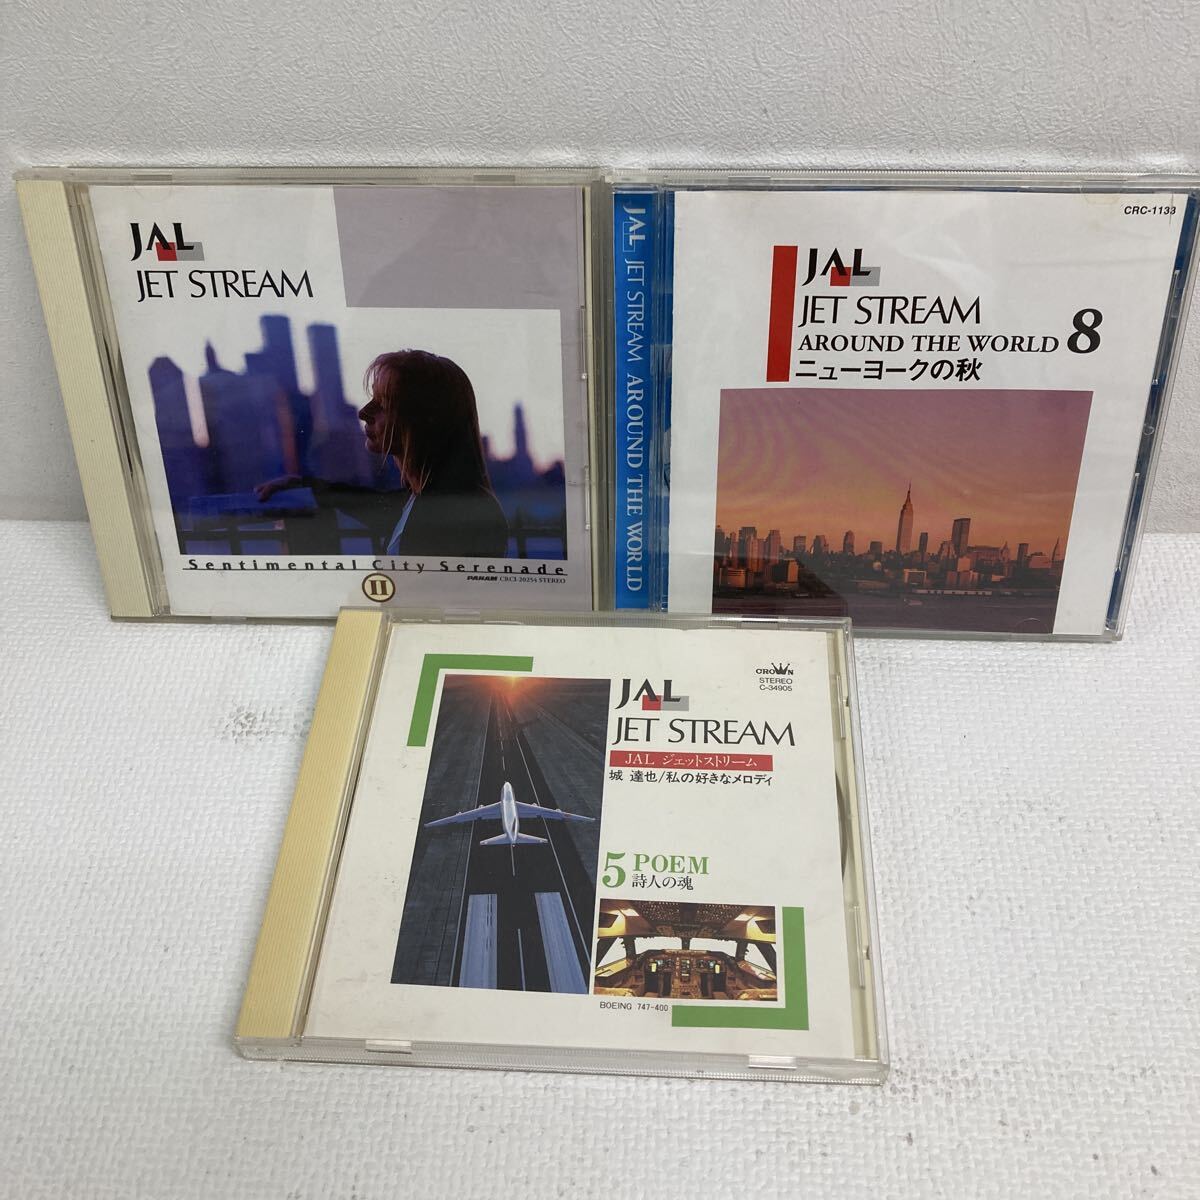 JAL
JET STREAM
Sentimental City Serenade
PANAM CRCI-20254 STEREO
II
JAL JET STREAM AROUND THE WORLD
CRC-1133
JAL
JET STREAM
AROUND THE WORLD 8
ニューヨークの秋
CROWN
STEREO
C-34905
JAL
JET STREAM
JAL ジェットストリーム
城 達也/私の好きなメロディ
5 POEM
詩人の魂
BOEING 747-400